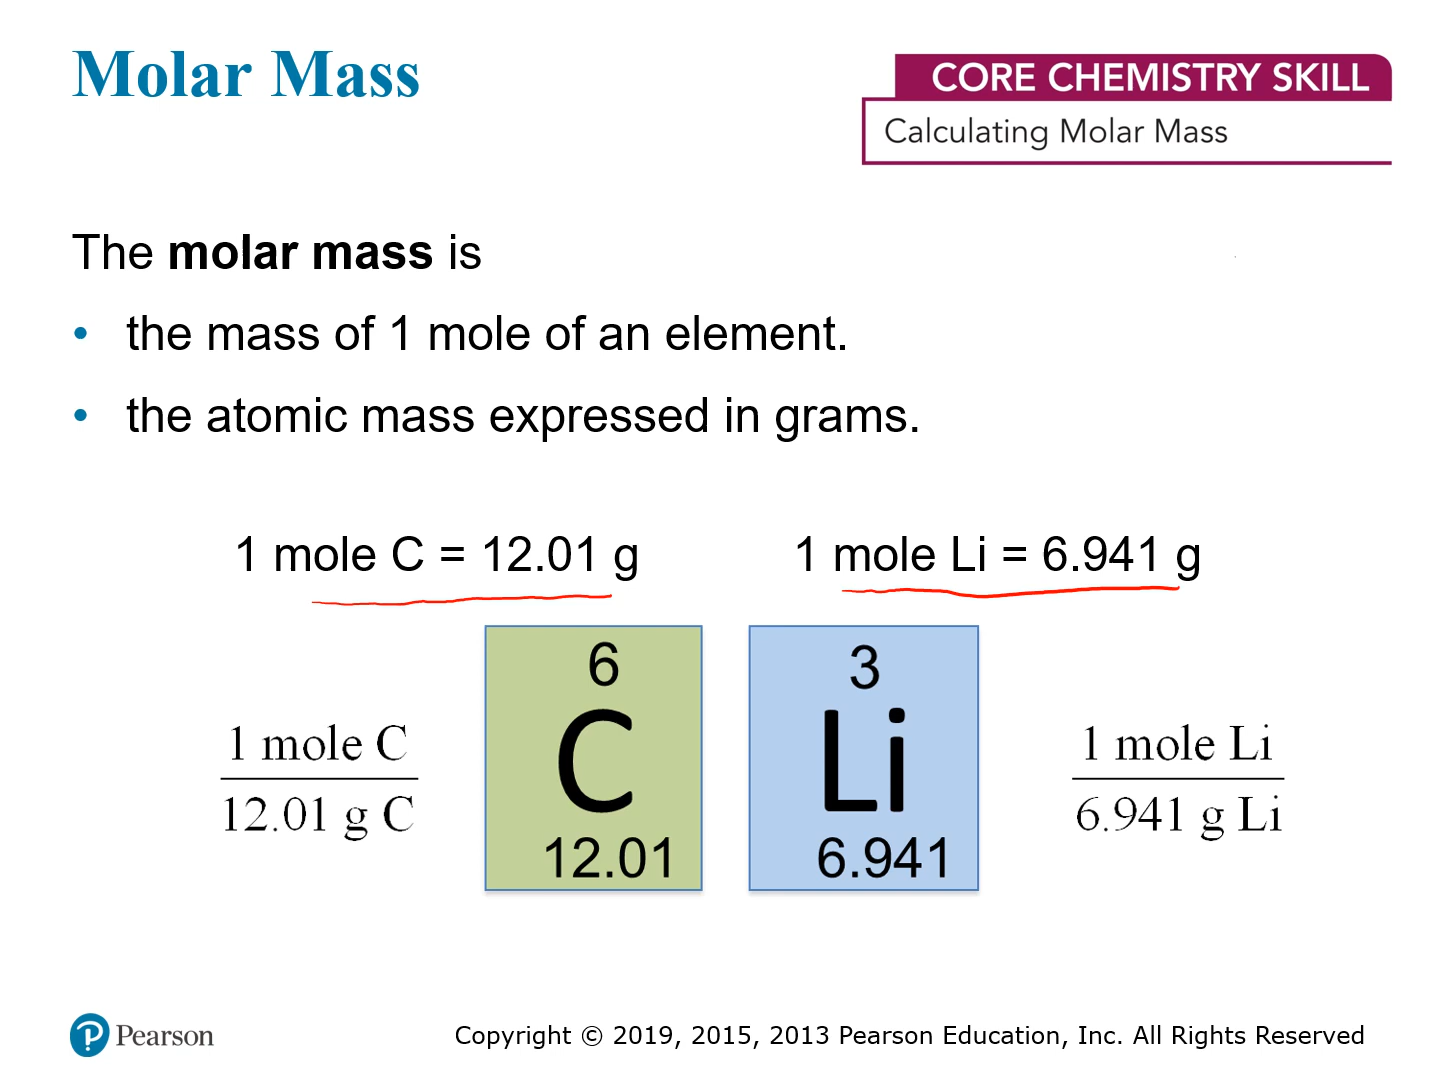 Molar Mass
CORE CHEMISTRY SKILL
Calculating Molar Mass
The molar mass is
• the mass of 1 mole of an element.
• the atomic mass expressed in grams.
1 mole C = 12.01 g
1 mole Li = 6.941 g
1 mole C
12.01 g C
6
C
12.01
3
Li
6.941
1 mole Li
6.941 g Li
Pearson
Copyright © 2019, 2015, 2013 Pearson Education, Inc. All Rights Reserved